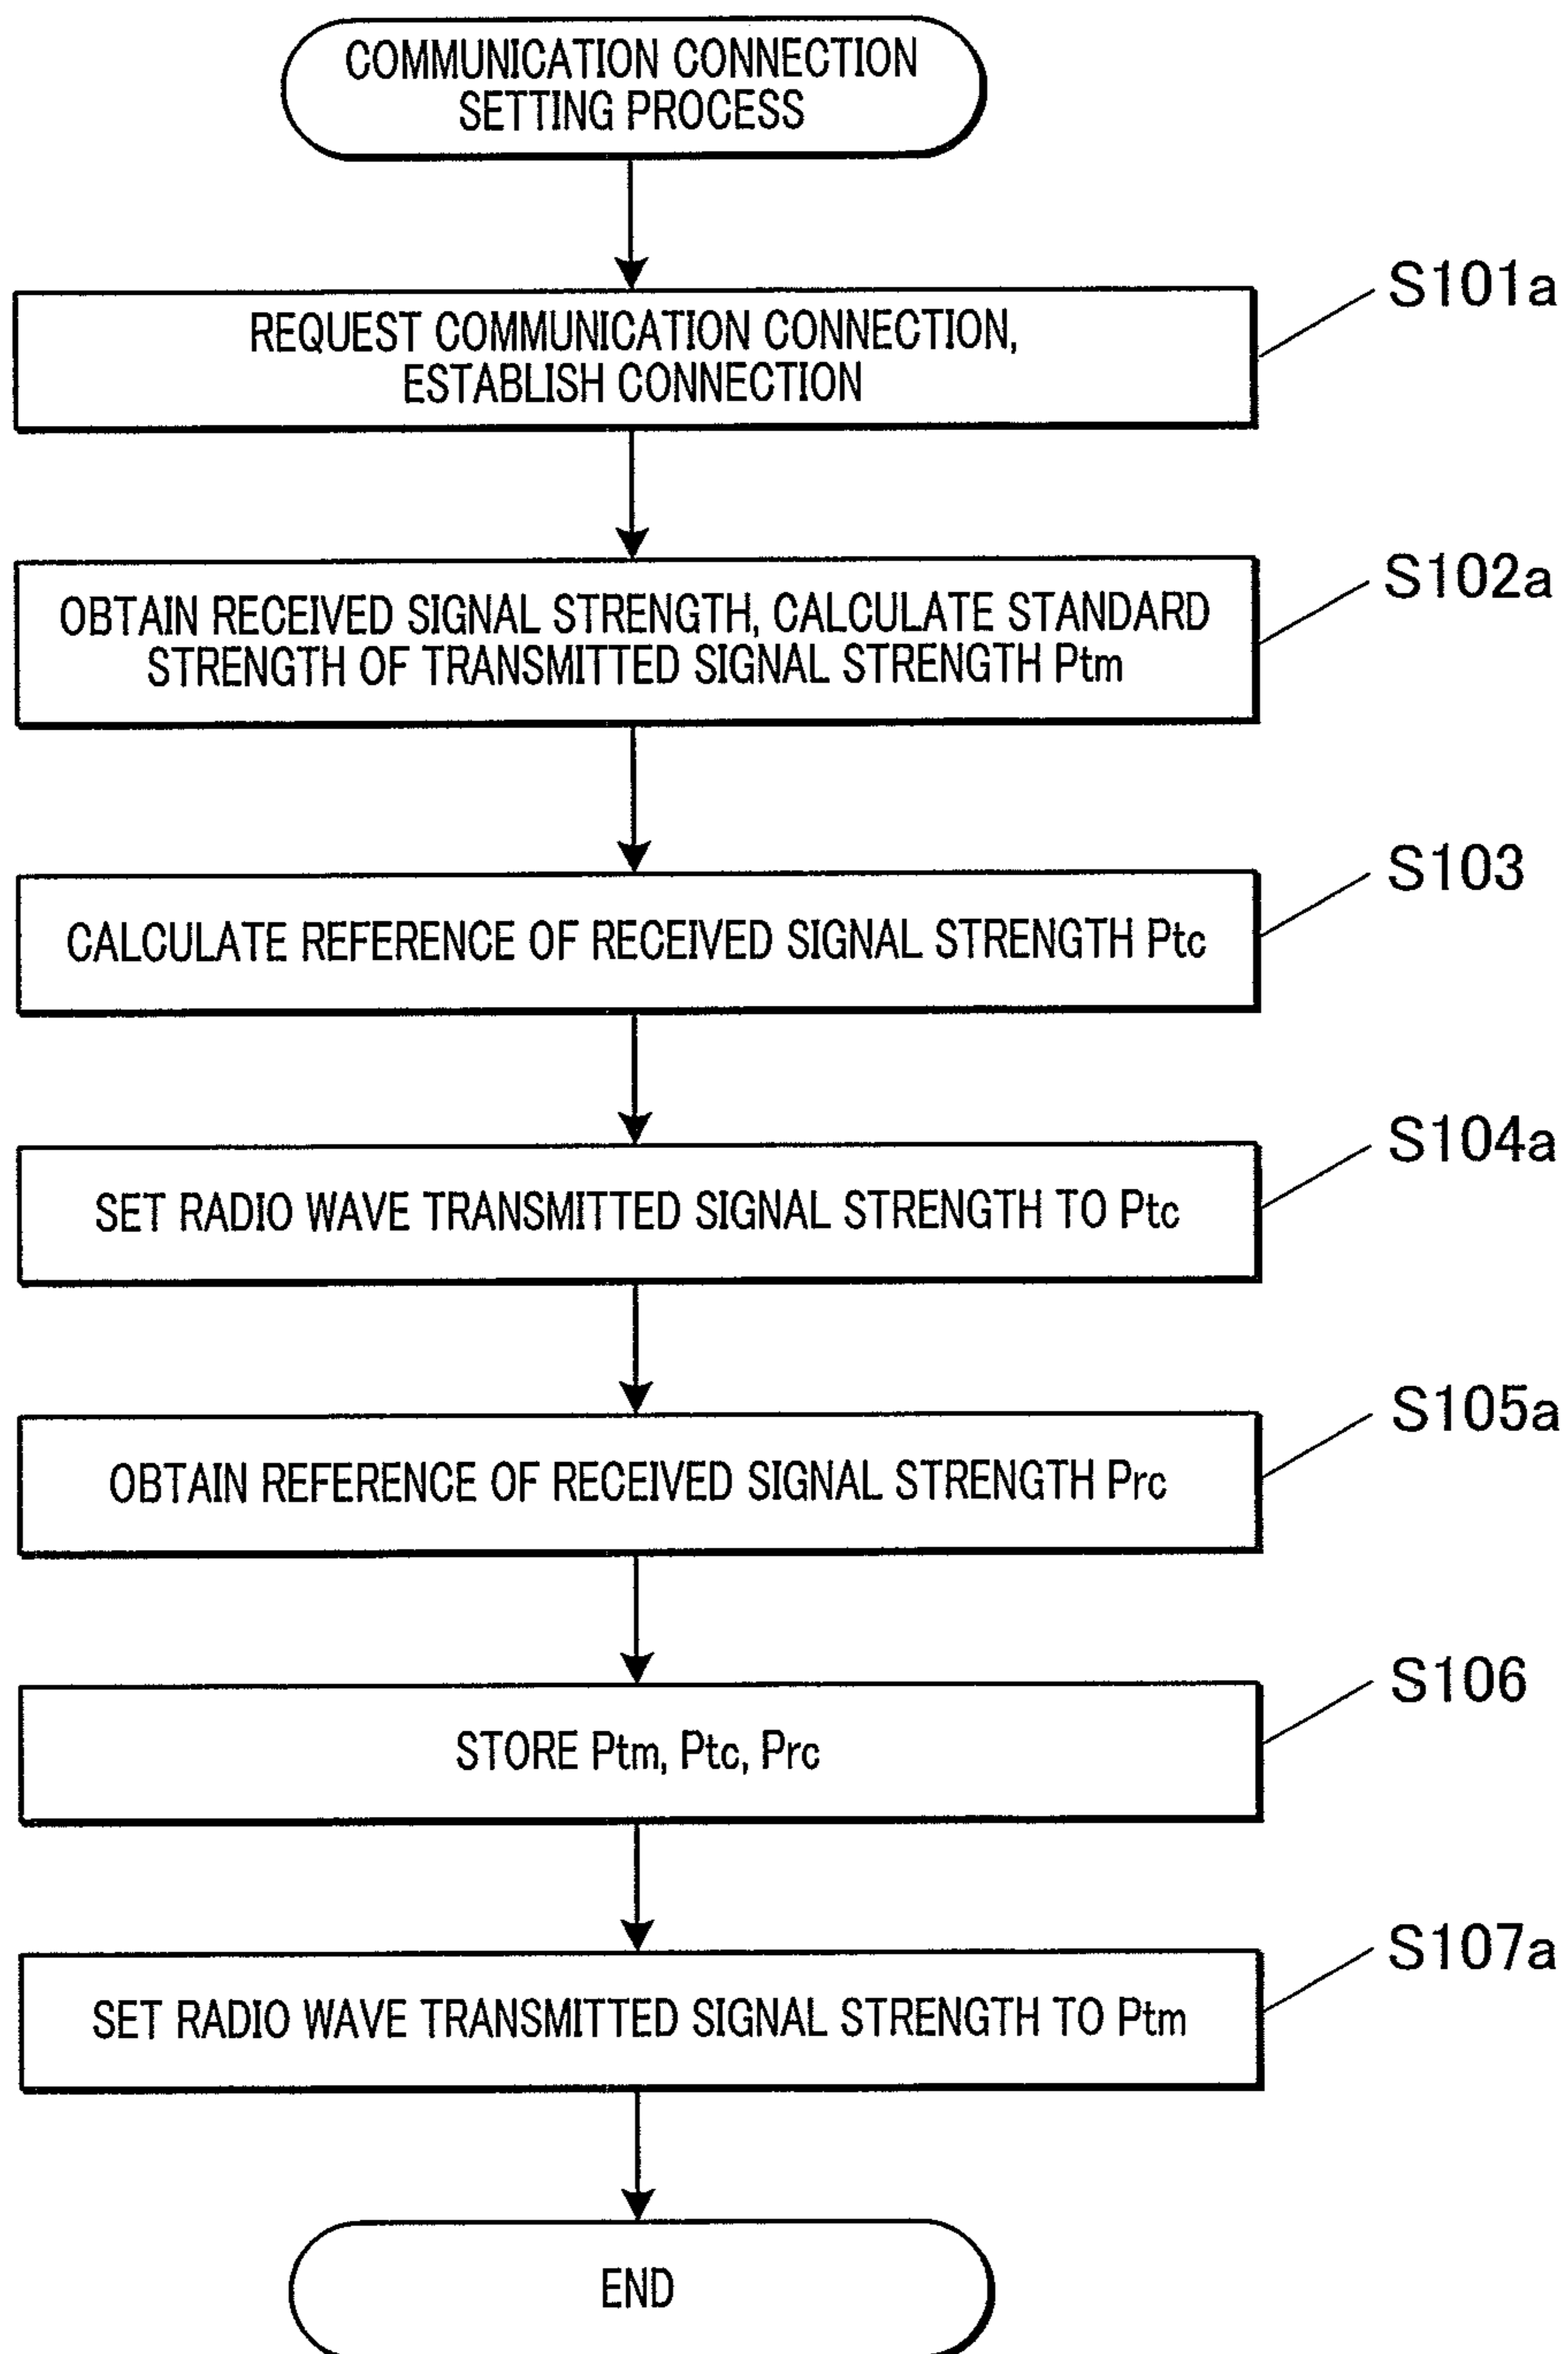 COMMUNICATION CONNECTION
SETTING PROCESS
S101a
REQUEST COMMUNICATION CONNECTION,
ESTABLISH CONNECTION
S102a
OBTAIN RECEIVED SIGNAL STRENGTH, CALCULATE STANDARD
STRENGTH OF TRANSMITTED SIGNAL STRENGTH Ptm
S103
CALCULATE REFERENCE OF RECEIVED SIGNAL STRENGTH Ptc
S104a
SET RADIO WAVE TRANSMITTED SIGNAL STRENGTH TO Ptc
S105a
OBTAIN REFERENCE OF RECEIVED SIGNAL STRENGTH Prc
S106
STORE Ptm, Ptc, Prc
S107a
SET RADIO WAVE TRANSMITTED SIGNAL STRENGTH TO Ptm
END